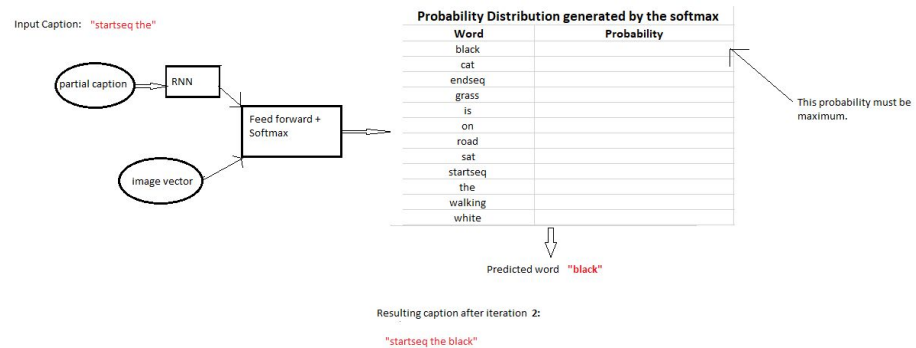 Input Caption: "startseq the"
partial caption
RNN
Feed forward +
Softmax
image vector
Probability Distribution generated by the softmax
Word Probability
black
cat
endseq
grass
is
on
road
sat
startseq
the
walking
white
This probability must be
maximum.
Predicted word "black"
Resulting caption after iteration 2:
"startseq the black"